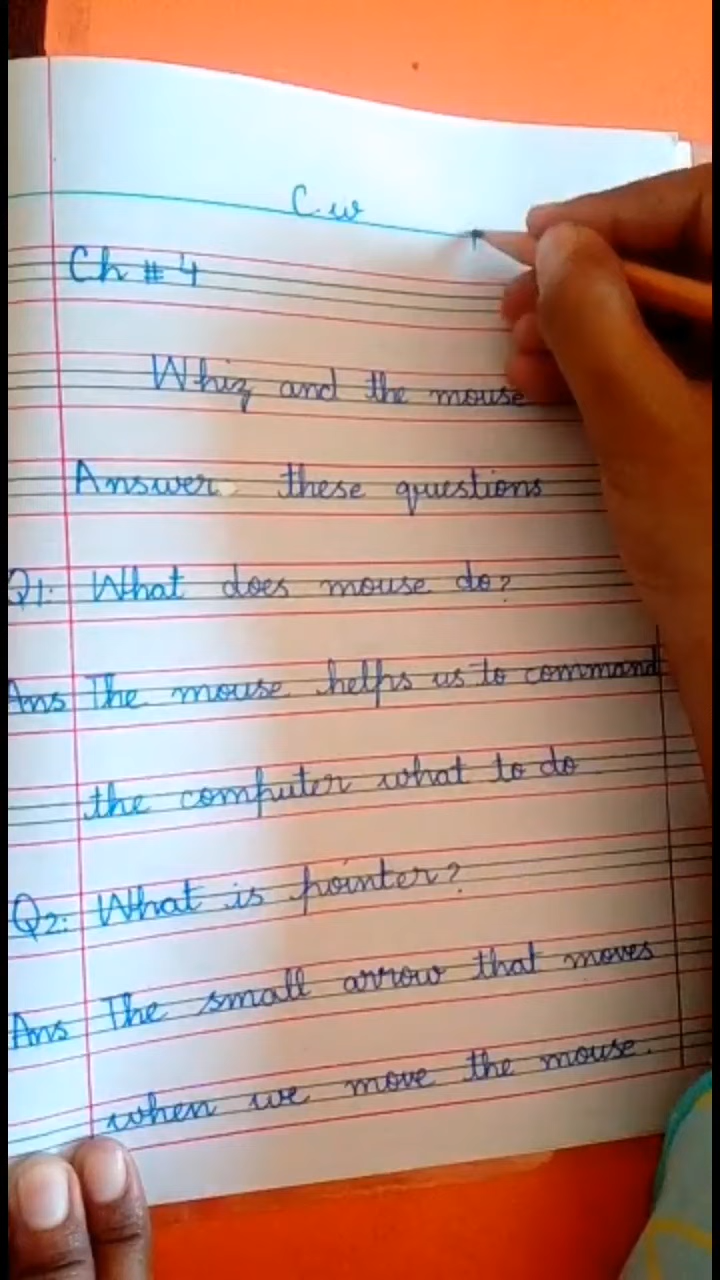 C.w
Ch # 4
Whiz and the mouse
Answer these questions
Q1: What does mouse do?
Ans The mouse helps us to command
the computer what to do
Q2: What is pointer?
Ans The small arrow that moves
when we move the mouse.